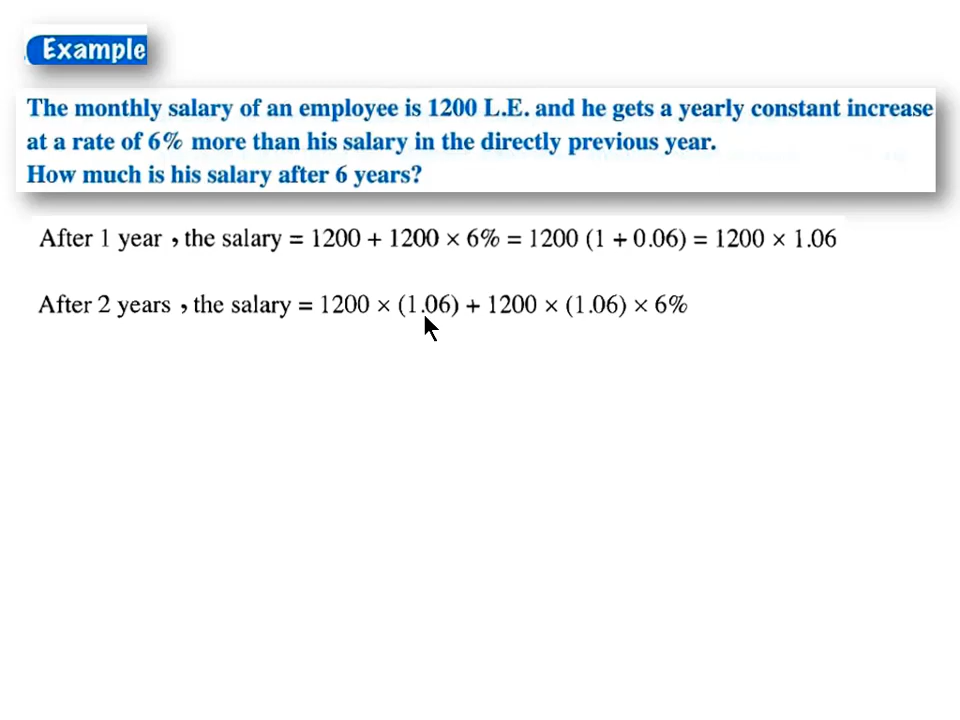 Example
The monthly salary of an employee is 1200 L.E. and he gets a yearly constant increase
at a rate of 6% more than his salary in the directly previous year.
How much is his salary after 6 years?
After 1 year , the salary = 1200 + 1200 × 6% = 1200 (1 + 0.06) = 1200 × 1.06
After 2 years , the salary = 1200 × (1.06) + 1200 × (1.06) × 6%